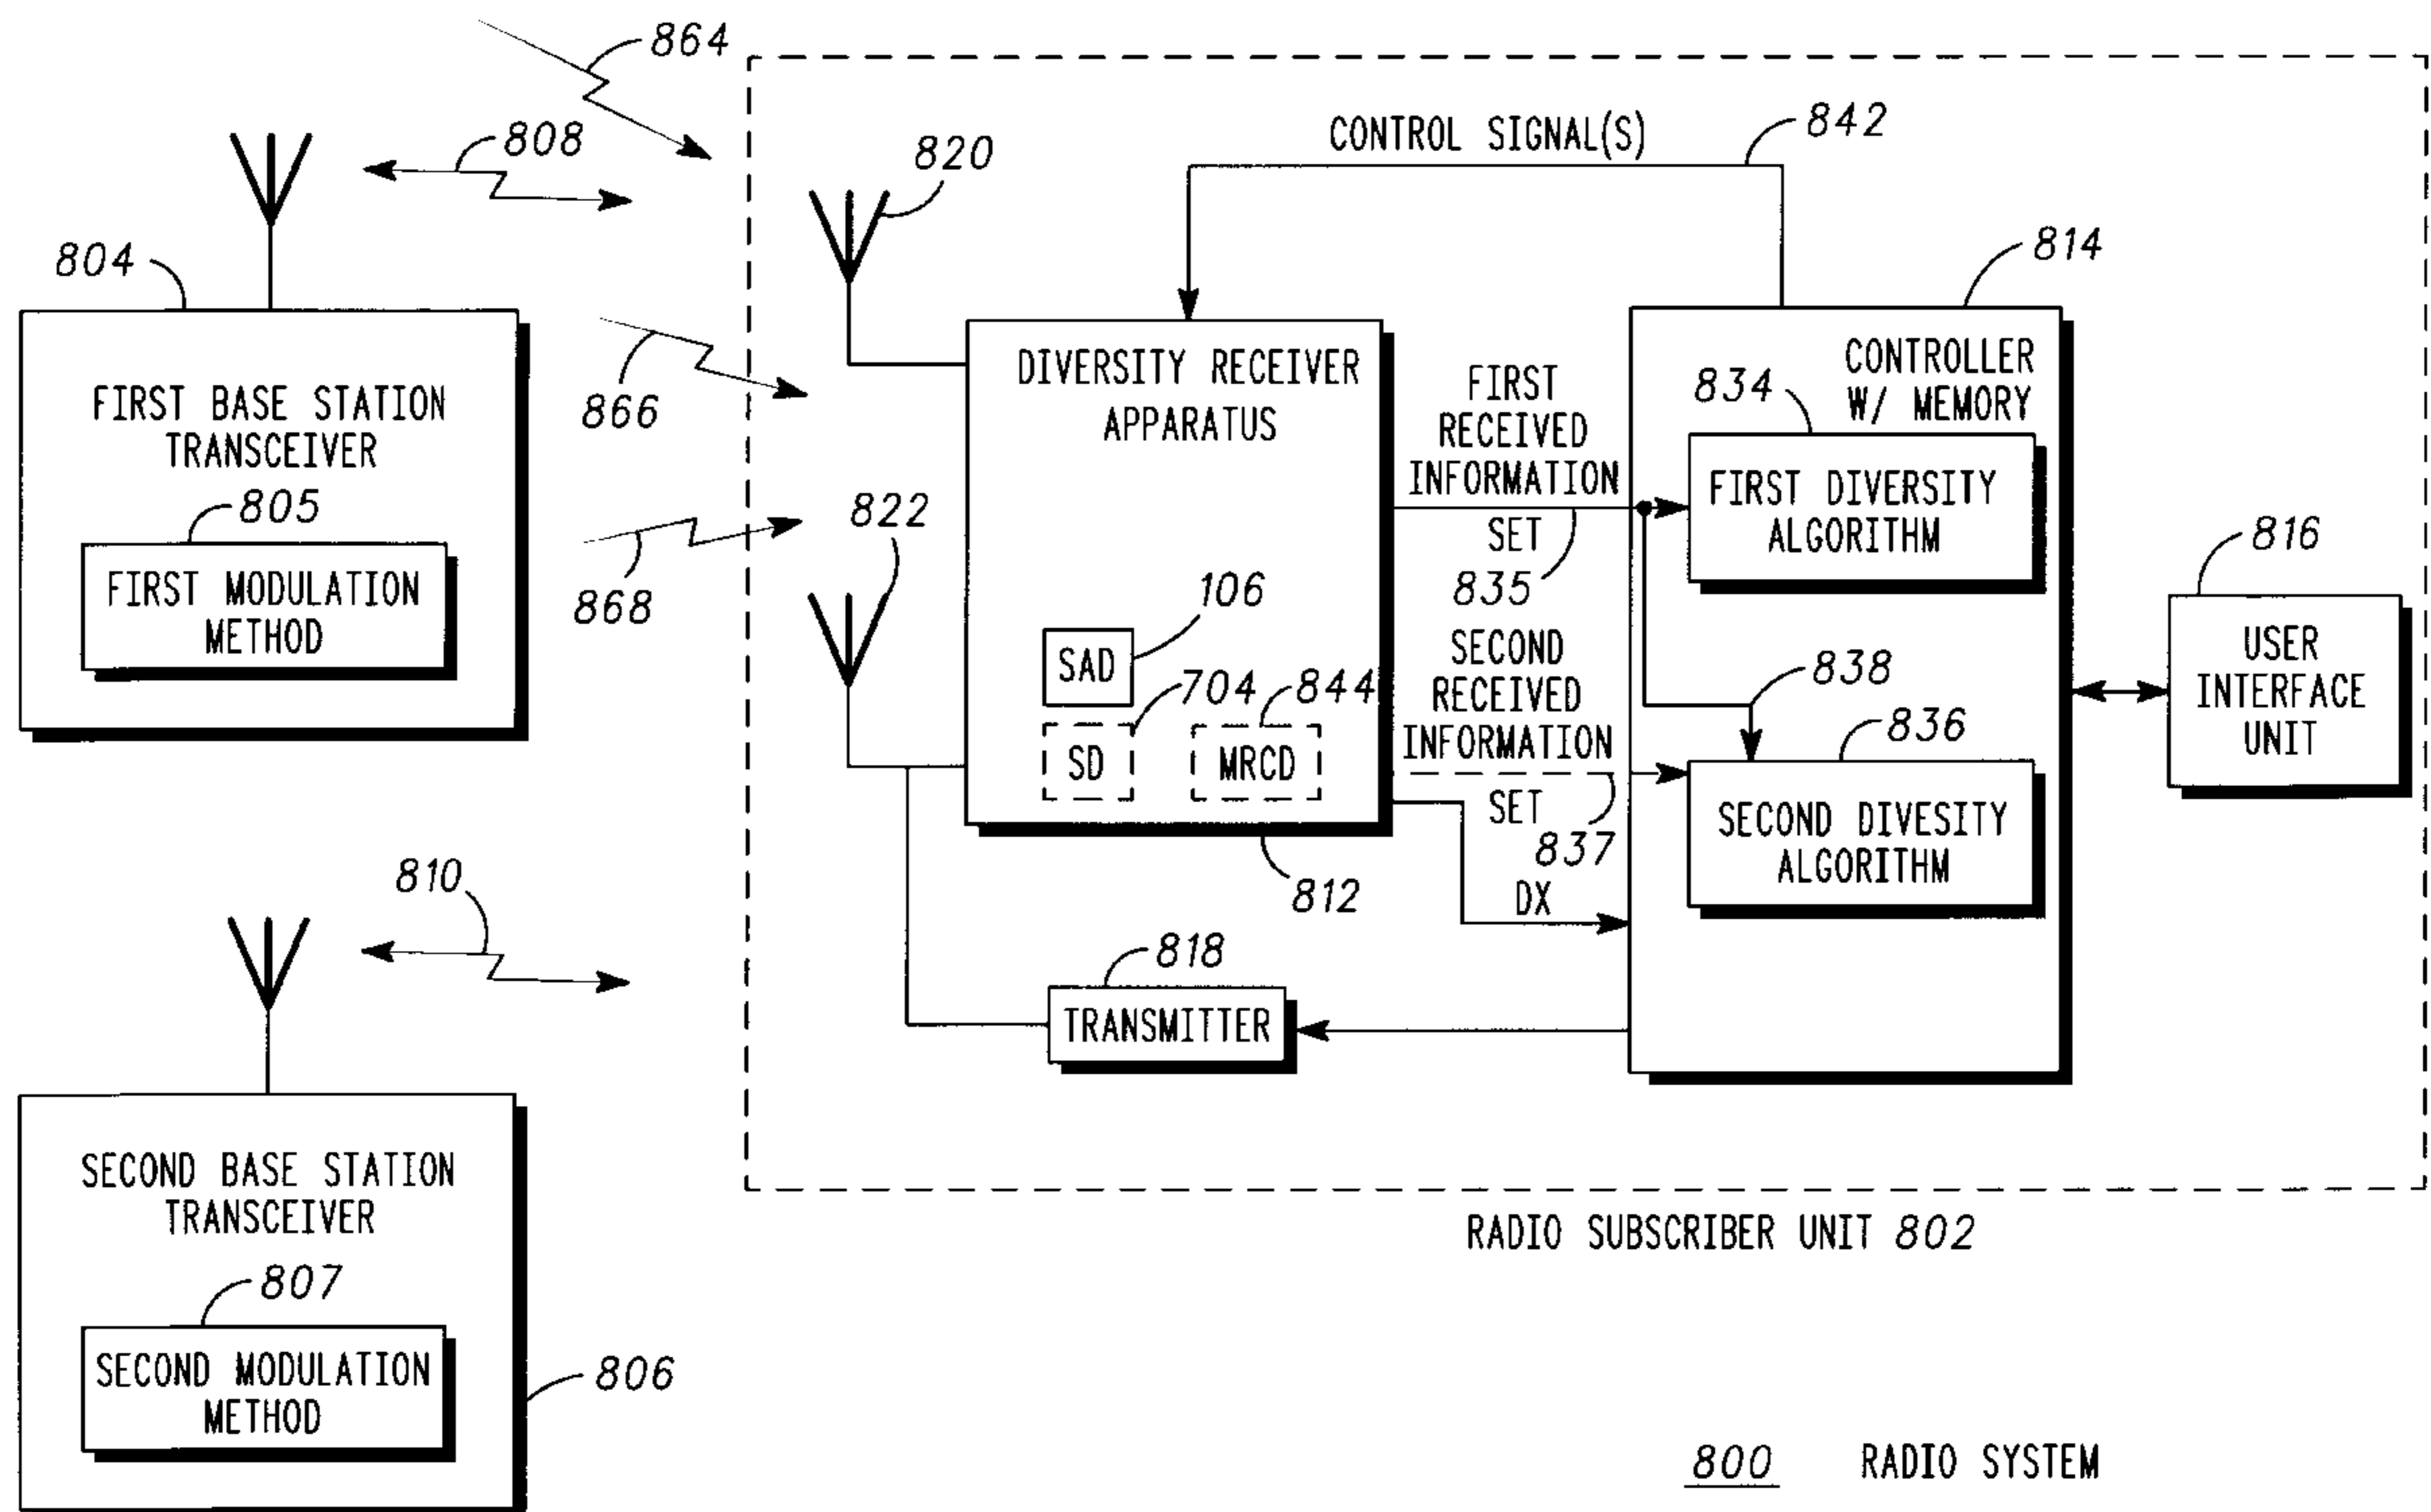 864
808
804
FIRST BASE STATION
TRANSCEIVER
805
FIRST MODULATION
METHOD
866
868
810
SECOND BASE STATION
TRANSCEIVER
807
SECOND MODULATION
METHOD
806
820
822
CONTROL SIGNAL(S)
842
DIVERSITY RECEIVER
APPARATUS
106
SAD
704
SD
844
MRCD
812
818
TRANSMITTER
FIRST
RECEIVED
INFORMATION
SET
835
SECOND
RECEIVED
INFORMATION
SET
837
DX
814
CONTROLLER
W/ MEMORY
834
FIRST DIVERSITY
ALGORITHM
838
836
SECOND DIVESITY
ALGORITHM
816
USER
INTERFACE
UNIT
RADIO SUBSCRIBER UNIT 802
800 RADIO SYSTEM